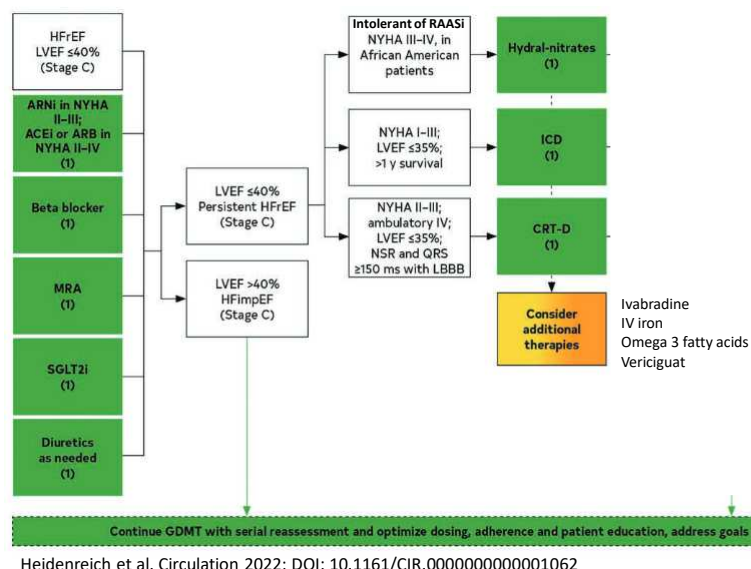 HFrEF
LVEF ≤40%
(Stage C)
ARNi in NYHA
II–III;
ACEi or ARB in
NYHA II–IV
(1)
Beta blocker
(1)
MRA
(1)
SGLT2i
(1)
Diuretics
as needed
(1)
LVEF ≤40%
Persistent HFrEF
(Stage C)
LVEF >40%
HFimpEF
(Stage C)
Intolerant of RAASi
NYHA III–IV, in
African American
patients
NYHA I–III;
LVEF ≤35%;
>1 y survival
NYHA II–III;
ambulatory IV;
LVEF ≤35%;
NSR and QRS
≥150 ms with LBBB
Hydral-nitrates
(1)
ICD
(1)
CRT-D
(1)
Consider
additional
therapies
Ivabradine
IV iron
Omega 3 fatty acids
Vericiguat
Continue GDMT with serial reassessment and optimize dosing, adherence and patient education, address goals
Heidenreich et al. Circulation 2022; DOI: 10.1161/CIR.0000000000001062